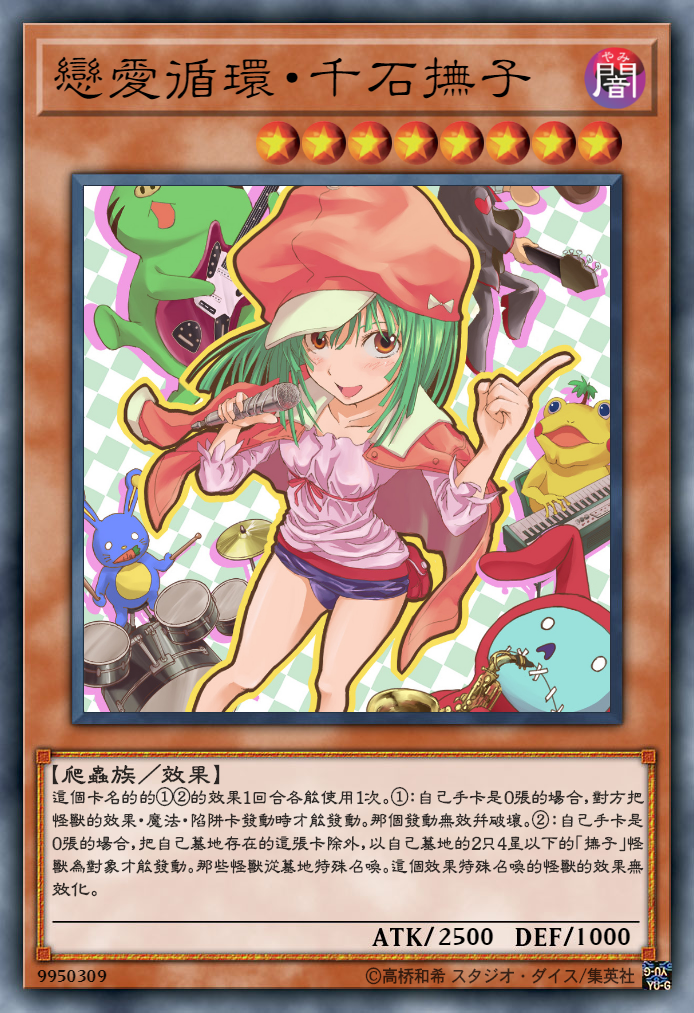 戀愛循環・千石撫子
やみ
闇
【爬蟲族／效果】
這個卡名的的①②的效果1回合各能使用1次。①：自己手卡是0張的場合，對方把
怪獸的效果・魔法・陷阱卡發動時才能發動。那個發動無效并破壞。②：自己手卡是
0張的場合，把自己墓地存在的這張卡除外，以自己墓地的2只4星以下的「撫子」怪
獸為對象才能發動。那些怪獸從墓地特殊召喚。這個效果特殊召喚的怪獸的效果無
效化。
ATK/2500 DEF/1000
9950309
©高桥和希 スタジオ・ダイス/集英社